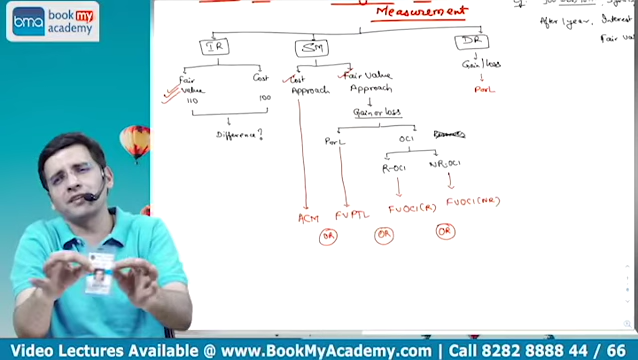 bma
BOOK my
academy
Measurement
IR
SM
DR
Fair
Value
110
Cost
100
Difference?
Cost
Approach
Fair Value
Approach
Gain or loss
PorL
OCI
R-OCI
NR-OCI
Gain/loss
PorL
ACM
FVPTL
FVOCI(R)
FVOCI(NR)
OR
OR
OR
After 1 year, Interest
Fair val
Video Lectures Available @ www.BookMyAcademy.com | Call 8282 8888 44 / 66